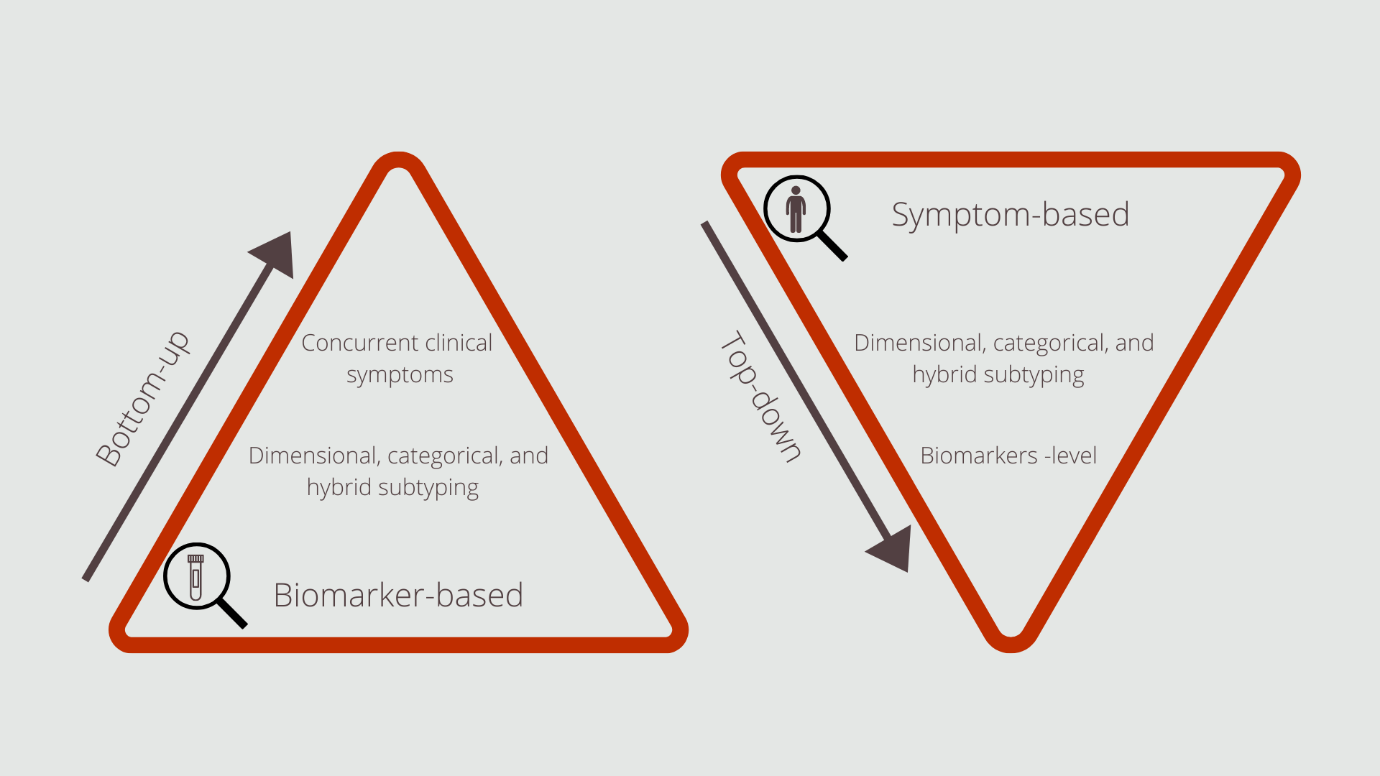 Bottom-up
Concurrent clinical
symptoms
Dimensional, categorical, and
hybrid subtyping
Biomarker-based
Top-down
Symptom-based
Dimensional, categorical, and
hybrid subtyping
Biomarkers -level